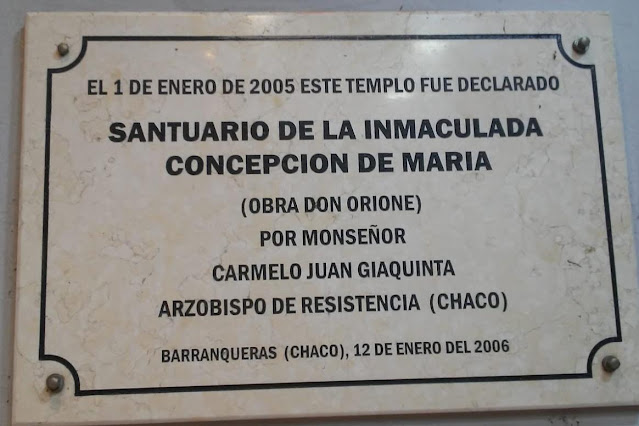 EL 1 DE ENERO DE 2005 ESTE TEMPLO FUE DECLARADO
SANTUARIO DE LA INMACULADA
CONCEPCION DE MARIA
(OBRA DON ORIONE)
POR MONSEÑOR
CARMELO JUAN GIAQUINTA
ARZOBISPO DE RESISTENCIA (CHACO)
BARRANQUERAS (CHACO), 12 DE ENERO DEL 2006